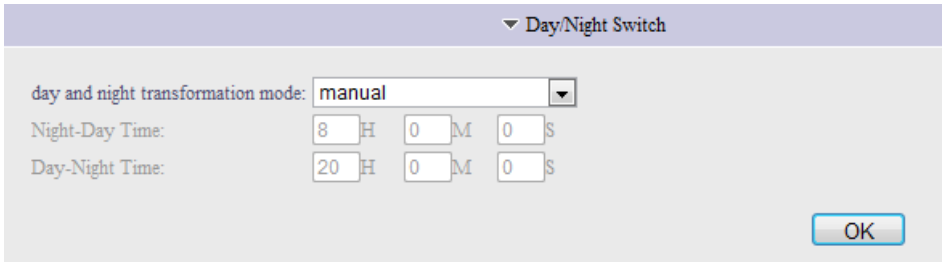 Day/Night Switch
day and night transformation mode: manual
Night-Day Time: 8 H 0 M 0 S
Day-Night Time: 20 H 0 M 0 S
OK